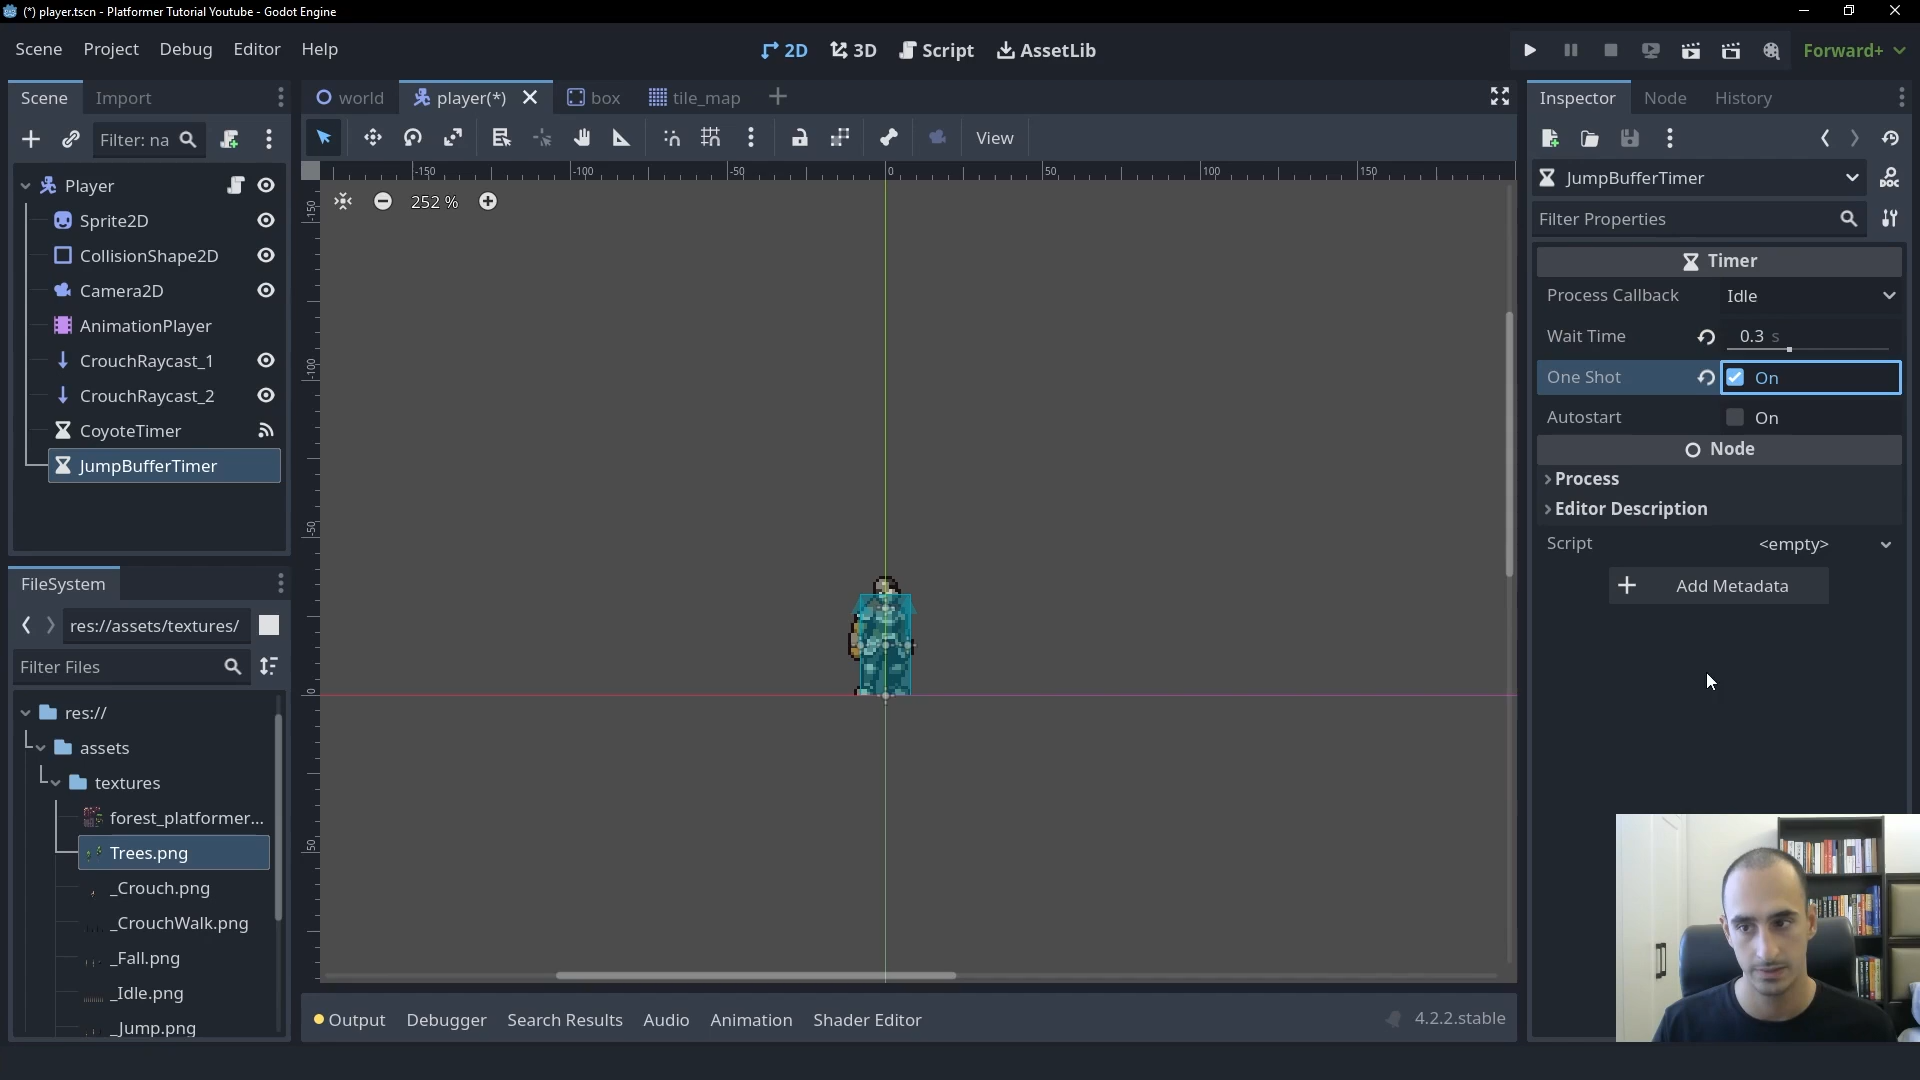 (*) player.tscn - Platformer Tutorial Youtube - Godot Engine
Scene Project Debug Editor Help
2D 3D Script AssetLib
Forward+
Scene Import
world player(*) box tile_map
Inspector Node History
Filter: na
View
JumpBufferTimer
Filter Properties
-150 -100 -50 0 50 100 150
252 %
-150
-100
-50
0
50
Player
Sprite2D
CollisionShape2D
Camera2D
AnimationPlayer
CrouchRaycast_1
CrouchRaycast_2
CoyoteTimer
JumpBufferTimer
Timer
Process Callback Idle
Wait Time 0.3 s
One Shot On
Autostart On
Node
Process
Editor Description
Script <empty>
Add Metadata
FileSystem
res://assets/textures/
Filter Files
res://
assets
textures
forest_platformer...
Trees.png
_Crouch.png
_CrouchWalk.png
_Fall.png
_Idle.png
_Jump.png
Output Debugger Search Results Audio Animation Shader Editor
4.2.2.stable